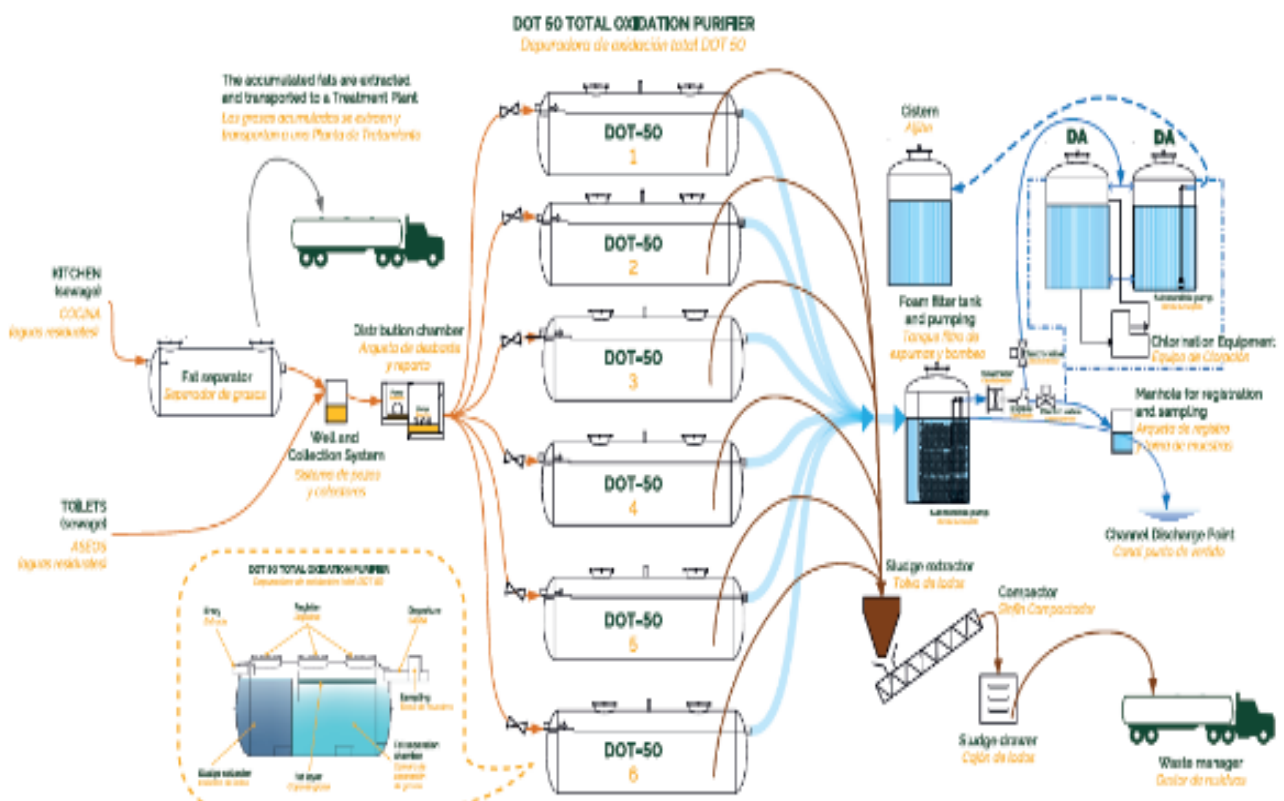 DOT 50 TOTAL OXIDATION PURIFIER
Depuradora de oxidación total DOT 50
The accumulated fats are extracted
and transported to a Treatment Plant
Las grasas acumuladas se extraen y
transportan a una Planta de Tratamiento
KITCHEN
(sewage)
COCINA
(aguas residuales)
Fat separator
Separador de grasas
TOILETS
(sewage)
ASEOS
(aguas residuales)
Well and
Collection System
Sistema de pozos
y colectores
Distribution chamber
Arqueta de desbaste
y reparto
DOT-50
1
DOT-50
2
DOT-50
3
DOT-50
4
DOT-50
5
DOT-50
6
Cistern
Aljibe
DA
DA
Foam filter tank
and pumping
Tanque filtro de
espumas y bombeo
Chlorination Equipment
Equipo de Cloración
Manhole for registration
and sampling
Arqueta de registro
y toma de muestras
Channel Discharge Point
Canal punto de vertido
Sludge extractor
Tolva de lodos
Compactor
Sinfín Compactador
Sludge drawer
Cajón de lodos
Waste manager
Gestor de residuos
DOT 50 TOTAL OXIDATION PURIFIER
Depuradora de oxidación total DOT 50
Register
Departure
Sampling
Fat layer
Fat separation
chamber